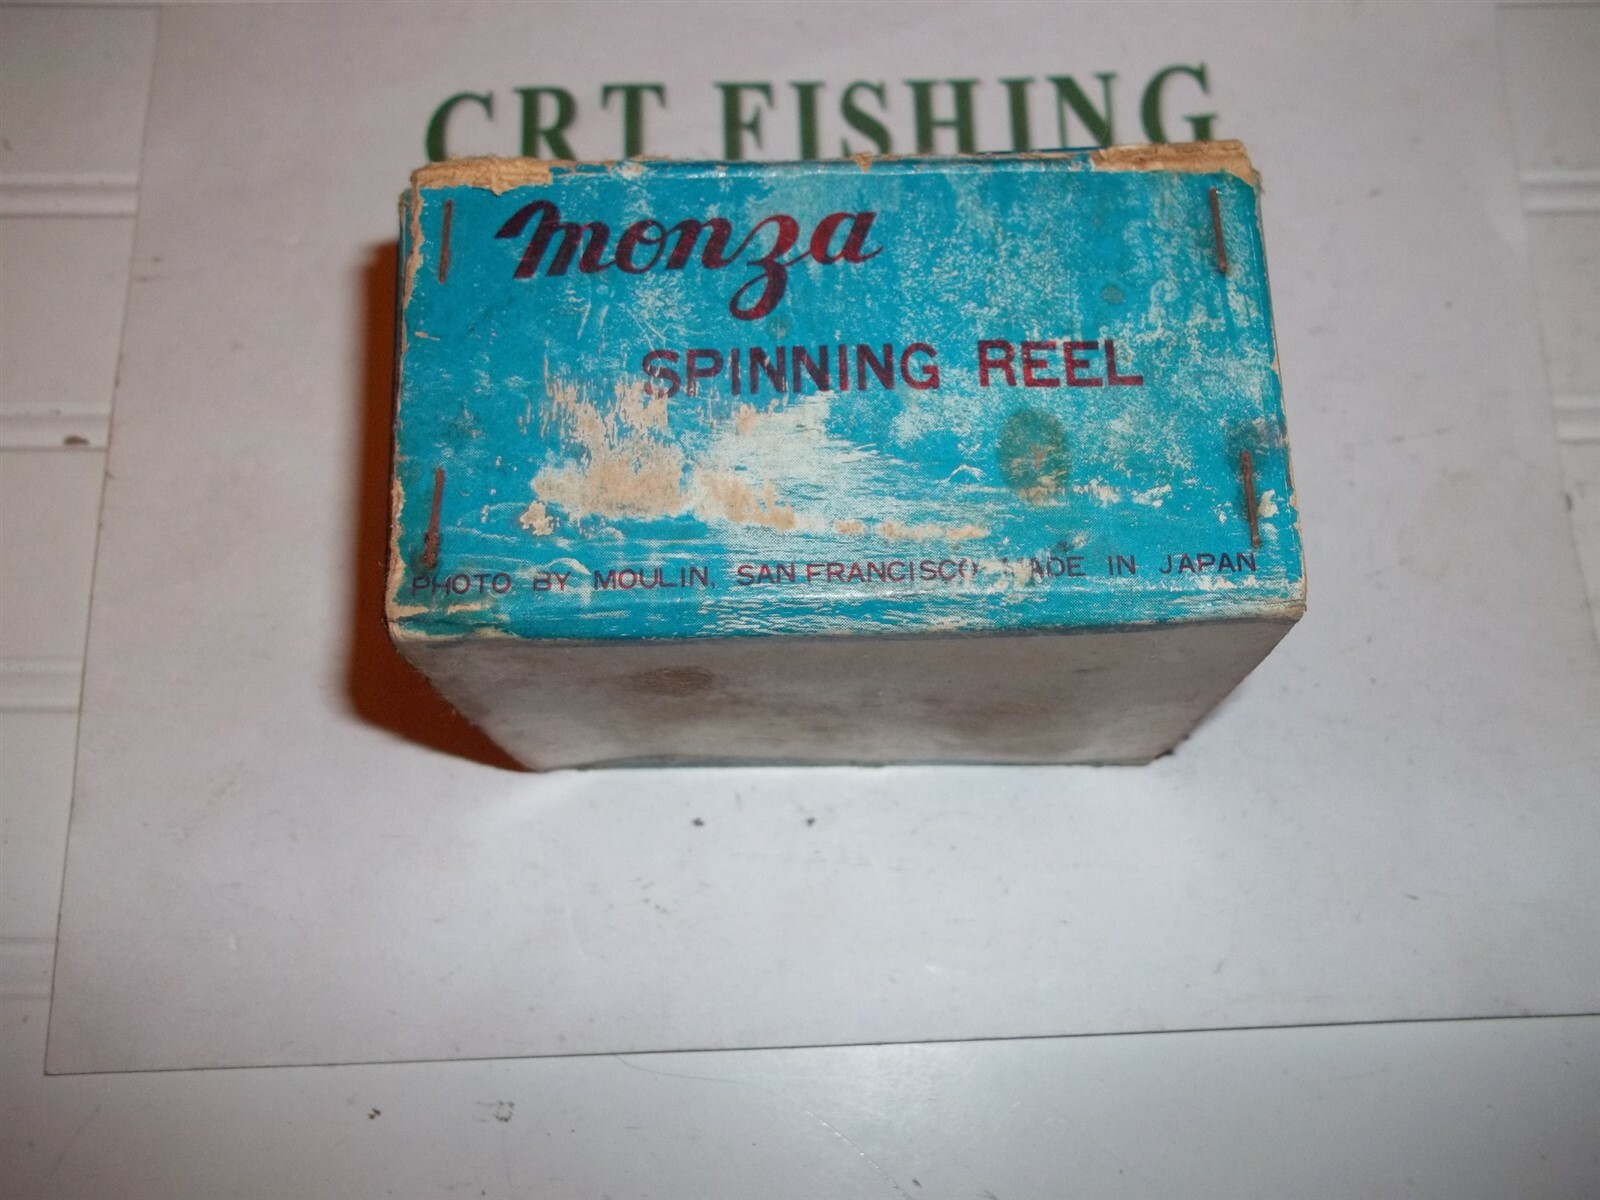 CRT FISHING
monza
SPINNING REEL
PHOTO BY MOULIN, SAN FRANCISCO MADE IN JAPAN